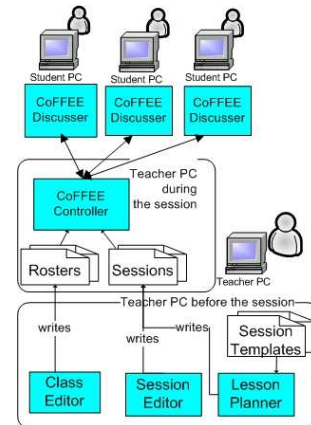 Student PC
Student PC
Student PC
CoFFEE
Discusser
CoFFEE
Discusser
CoFFEE
Discusser
Teacher PC
during
the session
CoFFEE
Controller
Rosters
Sessions
Teacher PC
Teacher PC before the session
writes
writes
writes
Session
Templates
Class
Editor
Session
Editor
Lesson
Planner